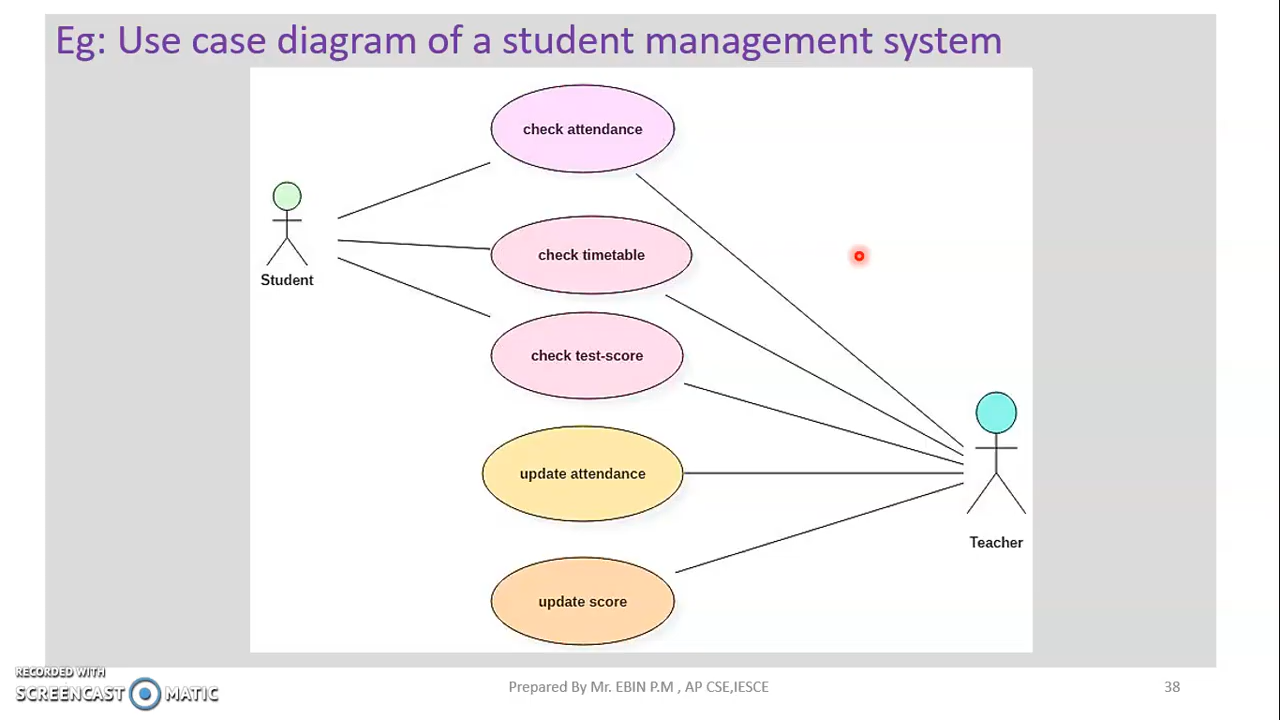 Eg: Use case diagram of a student management system
check attendance
check timetable
Student
check test-score
update attendance
Teacher
update score
RECORDED WITH
SCREENCAST MATIC
Prepared By Mr. EBIN P.M , AP CSE,IESCE
38